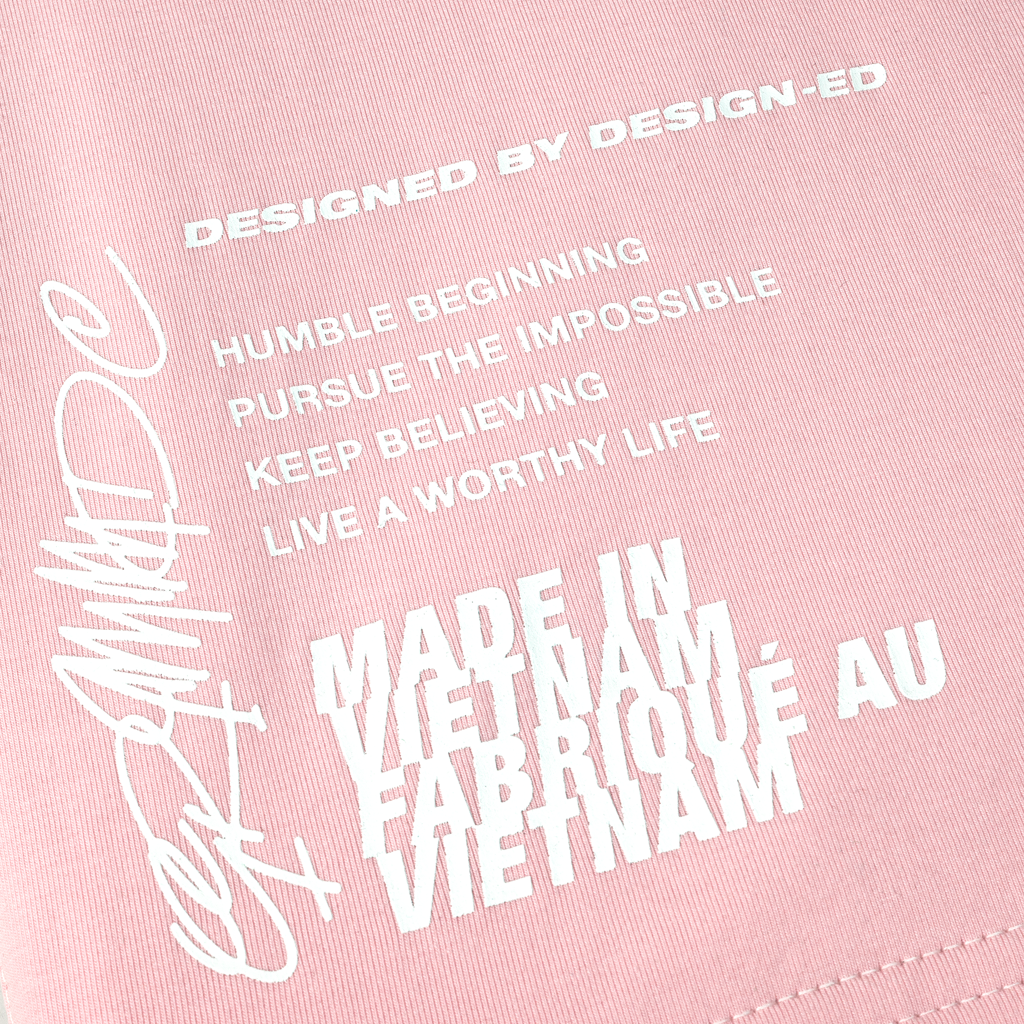 DESIGNED BY DESIGN-ED
HUMBLE BEGINNING
PURSUE THE IMPOSSIBLE
KEEP BELIEVING
LIVE A WORTHY LIFE
MADE IN
VIETNAM
FABRIQUÉ AU
VIETNAM